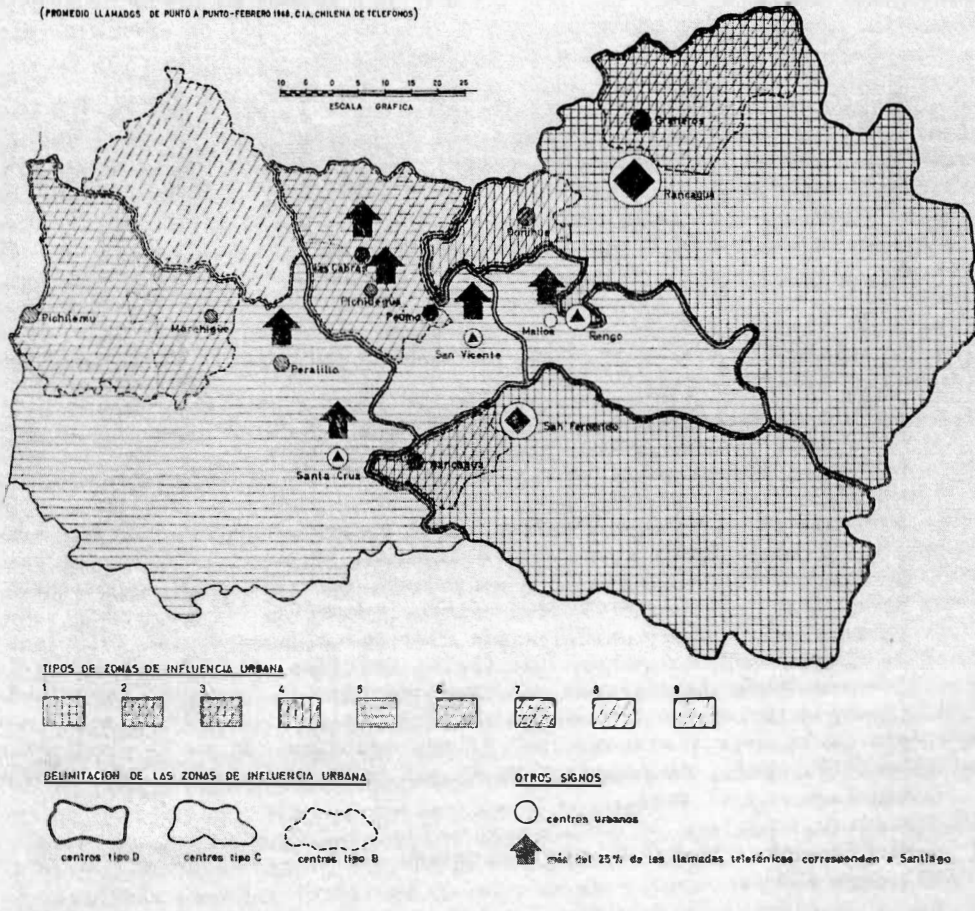 (PROMEDIO LLAMADOS DE PUNTO A PUNTO-FEBRERO 1968, CIA. CHILENA DE TELEFONOS)
10 5 0 5 10 15 20 25
ESCALA GRAFICA
Graneros
Rancagua
Doñihue
Las Cabras
Pichidegua
Peumo
Pichilemu
Marchigüe
Malloa
Rengo
San Vicente
Peralillo
San Fernando
Nancagua
Santa Cruz
TIPOS DE ZONAS DE INFLUENCIA URBANA
1 2 3 4 5 6 7 8 9
DELIMITACION DE LAS ZONAS DE INFLUENCIA URBANA
centros tipo D centros tipo C centros tipo B
OTROS SIGNOS
centros urbanos
más del 25% de las llamadas telefónicas corresponden a Santiago